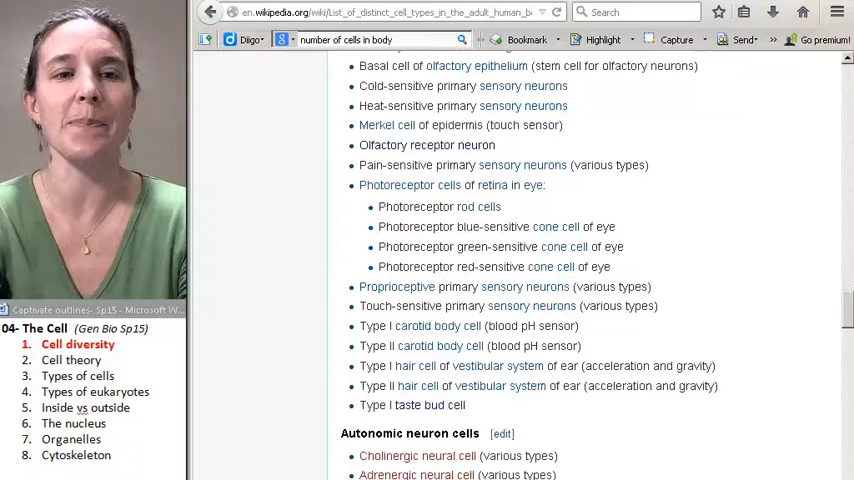 en.wikipedia.org/wiki/List_of_distinct_cell_types_in_the_adult_human_b
Search
Diigo
number of cells in body
Bookmark
Highlight
Capture
Send
Go premium!
Basal cell of olfactory epithelium (stem cell for olfactory neurons)
Cold-sensitive primary sensory neurons
Heat-sensitive primary sensory neurons
Merkel cell of epidermis (touch sensor)
Olfactory receptor neuron
Pain-sensitive primary sensory neurons (various types)
Photoreceptor cells of retina in eye:
Photoreceptor rod cells
Photoreceptor blue-sensitive cone cell of eye
Photoreceptor green-sensitive cone cell of eye
Photoreceptor red-sensitive cone cell of eye
Proprioceptive primary sensory neurons (various types)
Touch-sensitive primary sensory neurons (various types)
Type I carotid body cell (blood pH sensor)
Type II carotid body cell (blood pH sensor)
Type I hair cell of vestibular system of ear (acceleration and gravity)
Type II hair cell of vestibular system of ear (acceleration and gravity)
Type I taste bud cell
Autonomic neuron cells [edit]
Cholinergic neural cell (various types)
Adrenergic neural cell (various types)
Captivate outlines- Sp15 - Microsoft W...
04- The Cell (Gen Bio Sp15)
1. Cell diversity
2. Cell theory
3. Types of cells
4. Types of eukaryotes
5. Inside vs outside
6. The nucleus
7. Organelles
8. Cytoskeleton